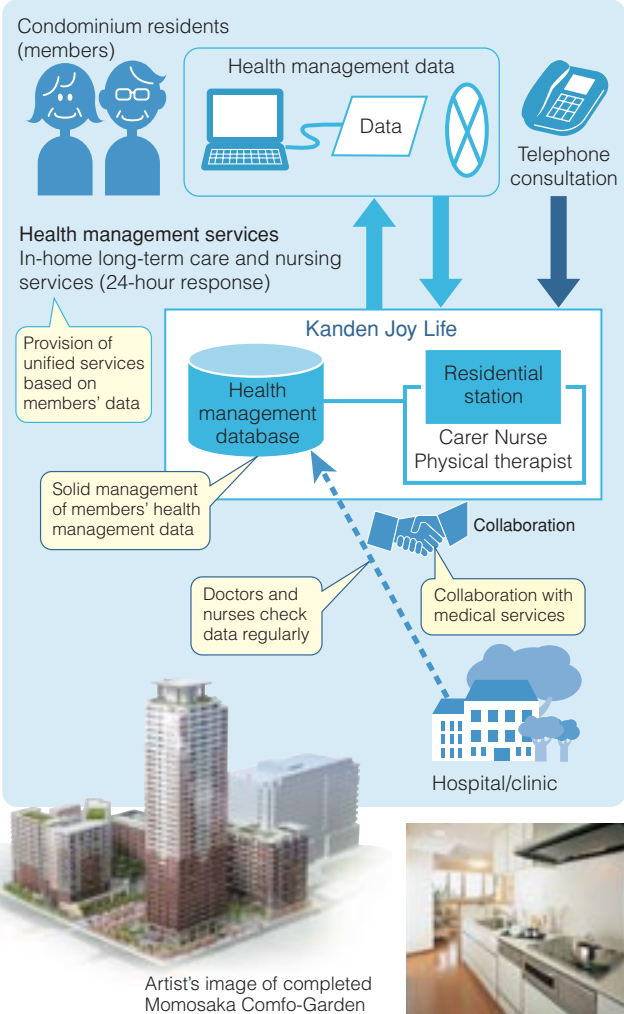 Condominium residents
(members)
Health management data
Data
Telephone
consultation
Health management services
In-home long-term care and nursing
services (24-hour response)
Provision of
unified services
based on
members' data
Kanden Joy Life
Health
management
database
Residential
station
Carer Nurse
Physical therapist
Solid management
of members' health
management data
Collaboration
Doctors and
nurses check
data regularly
Collaboration with
medical services
Hospital/clinic
Artist's image of completed
Momosaka Comfo-Garden